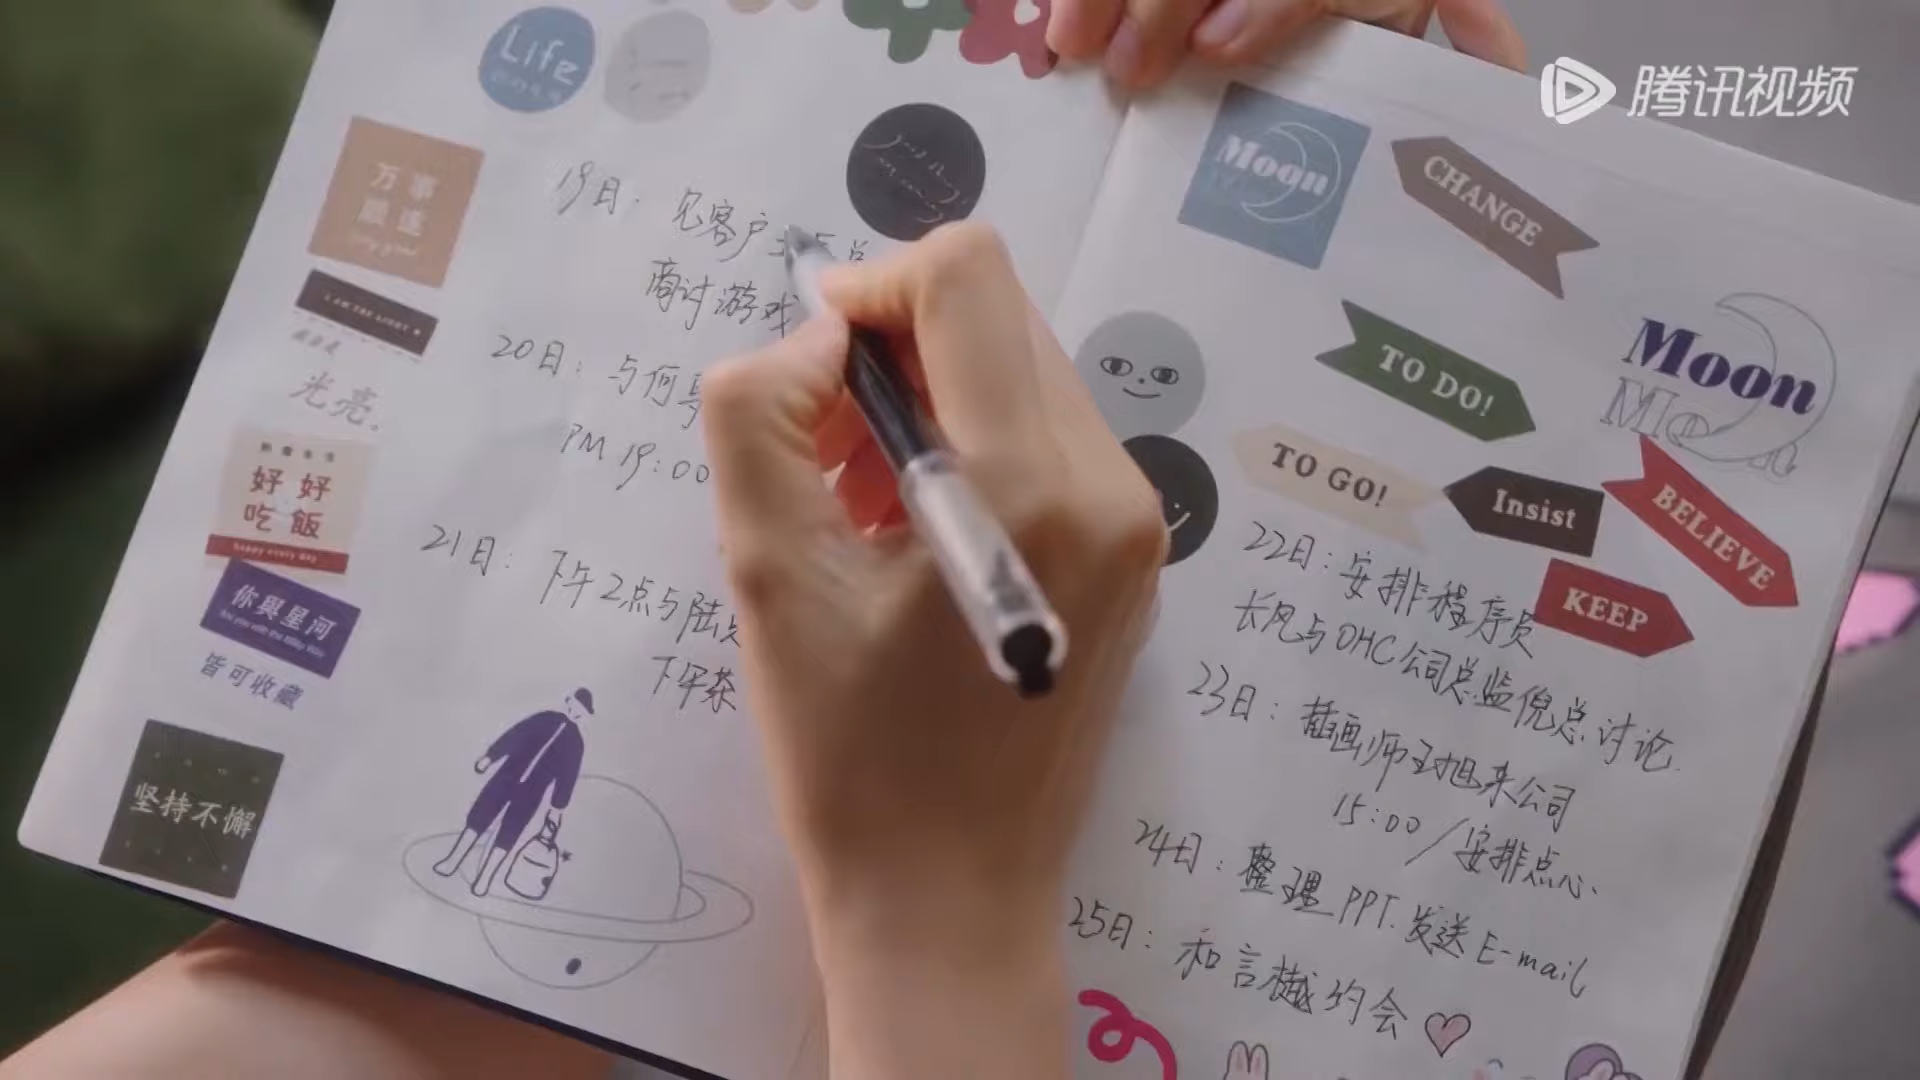 腾讯视频
Life
万事
顺遂
光亮.
好好
吃飯
happy every day
你與星河
皆可收藏
坚持不懈
19日: 见客户
商讨游戏
20日: 与何
PM 19:00
21日: 下午2点与陆
下午茶
Moon
CHANGE
TO DO!
Moon
TO GO!
Insist
BELIEVE
KEEP
22日: 安排程序员
长风与OHC公司总监倪总讨论.
23日: 插画师王旭来公司
15:00/安排点心.
24日: 整理PPT.发送E-mail
25日: 和言樾约会